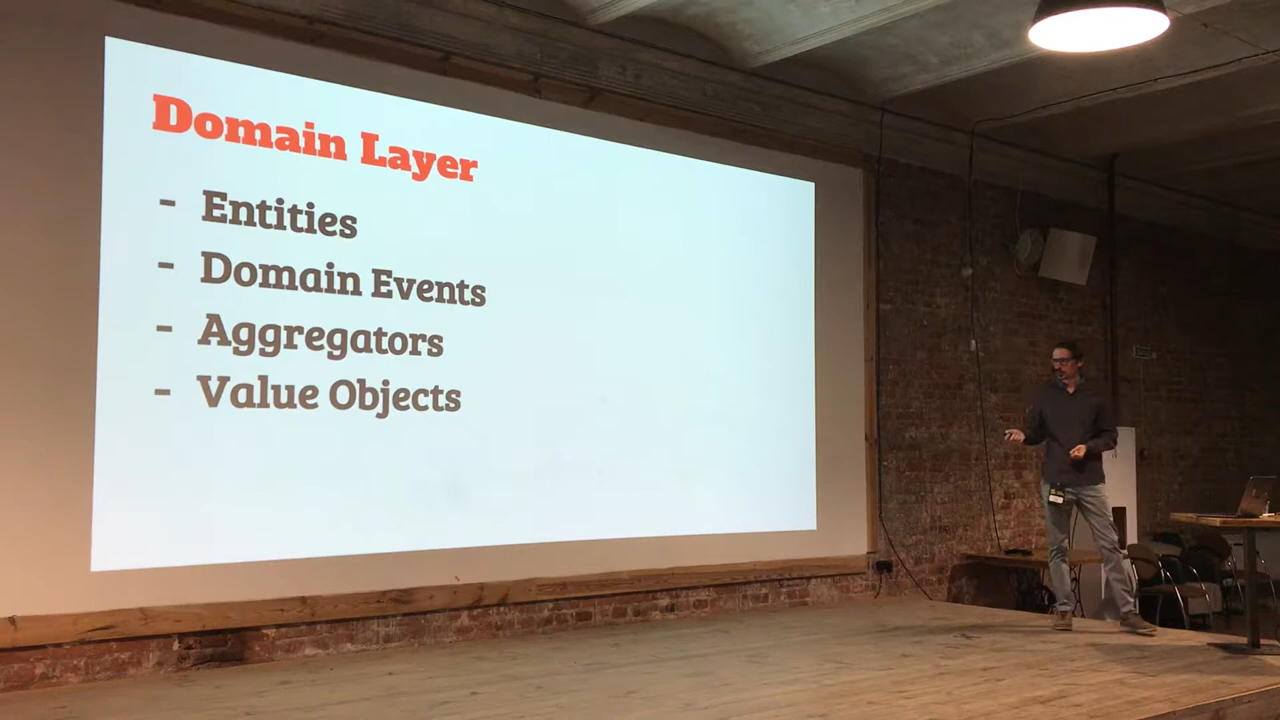 Domain Layer
- Entities
- Domain Events
- Aggregators
- Value Objects